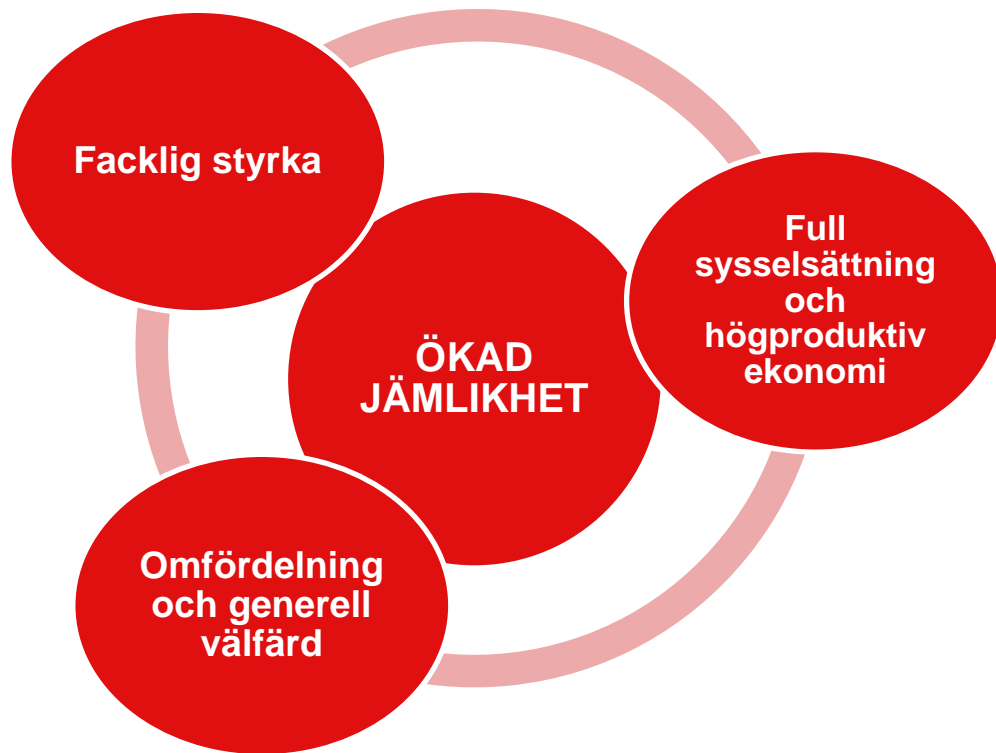 Facklig styrka
Full
sysselsättning
och
högproduktiv
ekonomi
ÖKAD
JÄMLIKHET
Omfördelning
och generell
välfärd